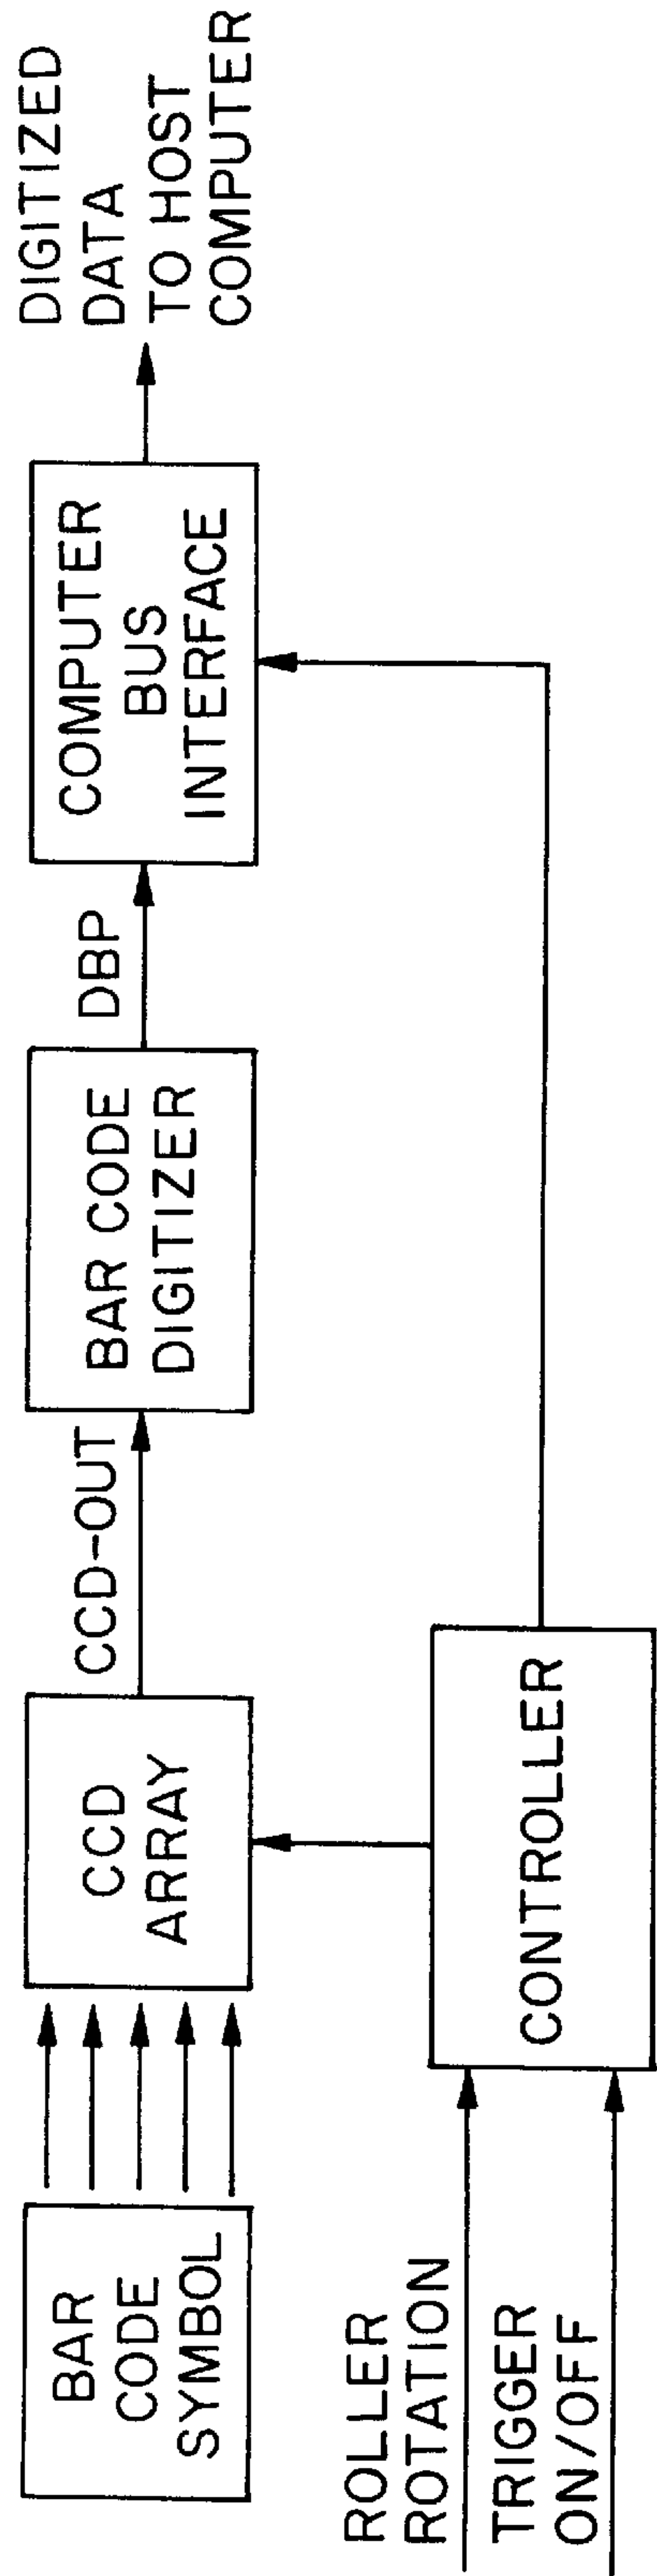 BAR
CODE
SYMBOL
CCD
ARRAY
CCD-OUT
BAR CODE
DIGITIZER
DBP
COMPUTER
BUS
INTERFACE
DIGITIZED
DATA
TO HOST
COMPUTER
ROLLER
ROTATION
TRIGGER
ON/OFF
CONTROLLER